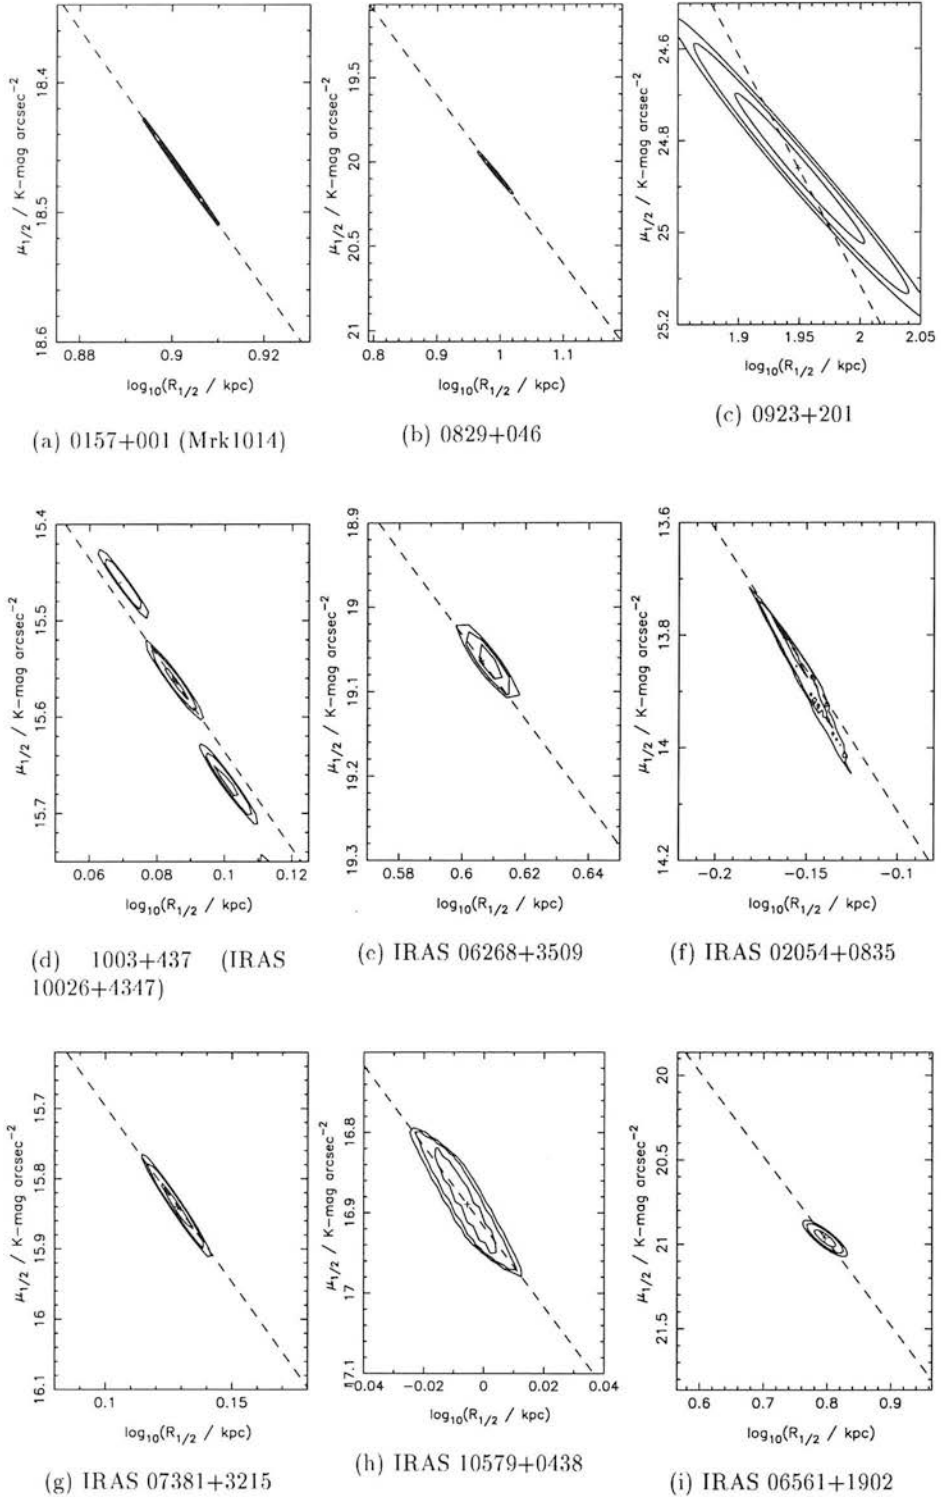 18.4
18.5
18.6
μ1/2 / K−mag arcsec−2
0.88 0.9 0.92
log10(R1/2 / kpc)
(a) 0157+001 (Mrk1014)
19.5
20
20.5
21
μ1/2 / K−mag arcsec−2
0.8 0.9 1 1.1
log10(R1/2 / kpc)
(b) 0829+046
24.6
24.8
25
25.2
μ1/2 / K−mag arcsec−2
1.9 1.95 2 2.05
log10(R1/2 / kpc)
(c) 0923+201
15.4
15.5
15.6
15.7
μ1/2 / K−mag arcsec−2
0.06 0.08 0.1 0.12
log10(R1/2 / kpc)
(d) 1003+437 (IRAS
10026+4347)
18.9
19
19.1
19.2
19.3
μ1/2 / K−mag arcsec−2
0.58 0.6 0.62 0.64
log10(R1/2 / kpc)
(e) IRAS 06268+3509
13.6
13.8
14
14.2
μ1/2 / K−mag arcsec−2
−0.2 −0.15 −0.1
log10(R1/2 / kpc)
(f) IRAS 02054+0835
15.7
15.8
15.9
16
16.1
μ1/2 / K−mag arcsec−2
0.1 0.15
log10(R1/2 / kpc)
(g) IRAS 07381+3215
16.8
16.9
17
17.1
μ1/2 / K−mag arcsec−2
−0.04 −0.02 0 0.02 0.04
log10(R1/2 / kpc)
(h) IRAS 10579+0438
20
20.5
21
21.5
μ1/2 / K−mag arcsec−2
0.6 0.7 0.8 0.9
log10(R1/2 / kpc)
(i) IRAS 06561+1902